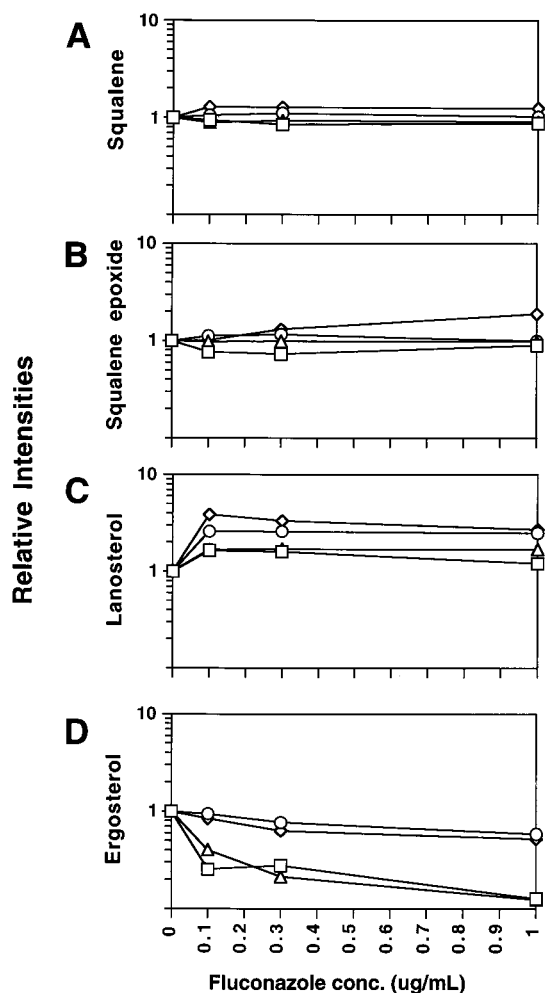 A
Squalene
10
1
B
Squalene epoxide
10
1
Relative Intensities
C
Lanosterol
10
1
D
Ergosterol
10
1
0 0.1 0.2 0.3 0.4 0.5 0.6 0.7 0.8 0.9 1
Fluconazole conc. (ug/mL)